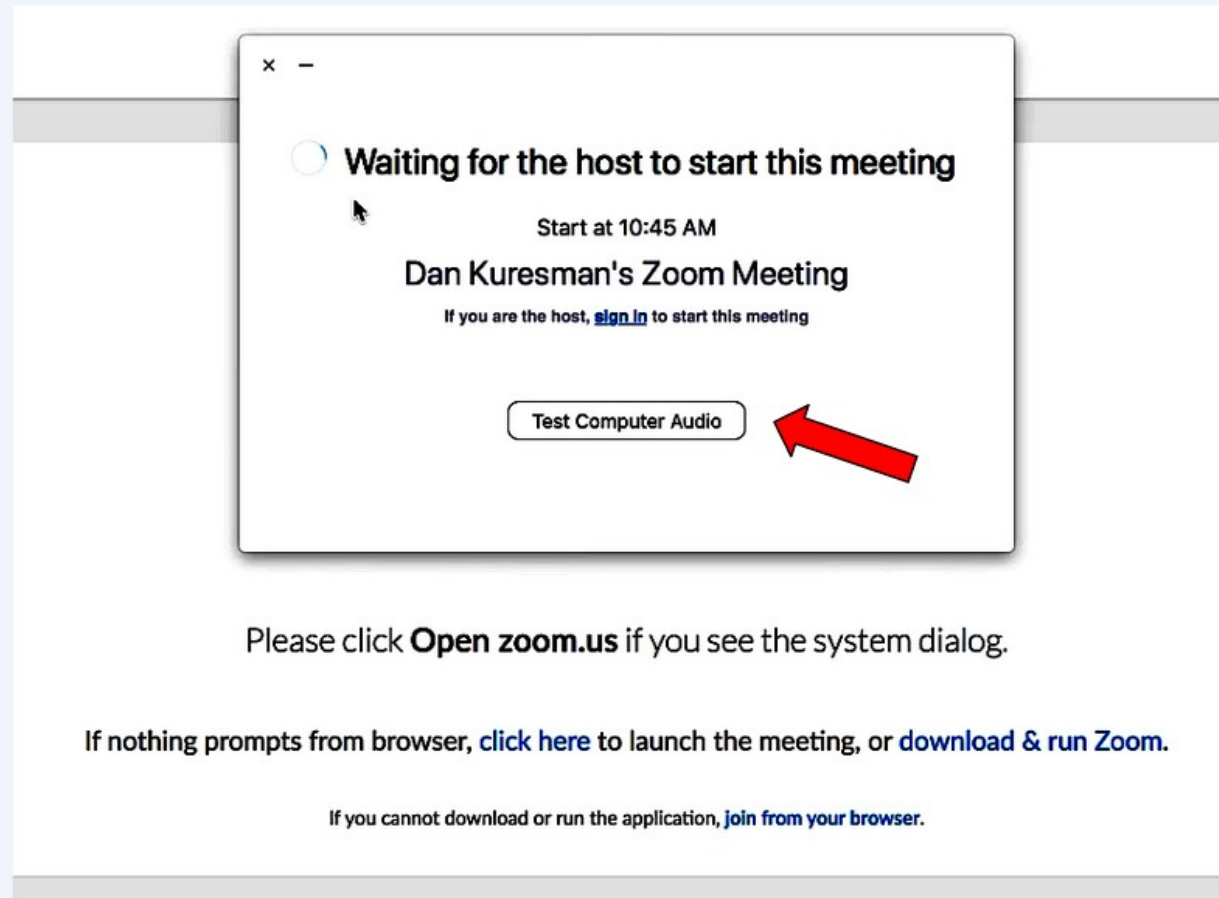 Waiting for the host to start this meeting
Start at 10:45 AM
Dan Kuresman's Zoom Meeting
If you are the host, sign in to start this meeting
Test Computer Audio
Please click Open zoom.us if you see the system dialog.
If nothing prompts from browser, click here to launch the meeting, or download & run Zoom.
If you cannot download or run the application, join from your browser.